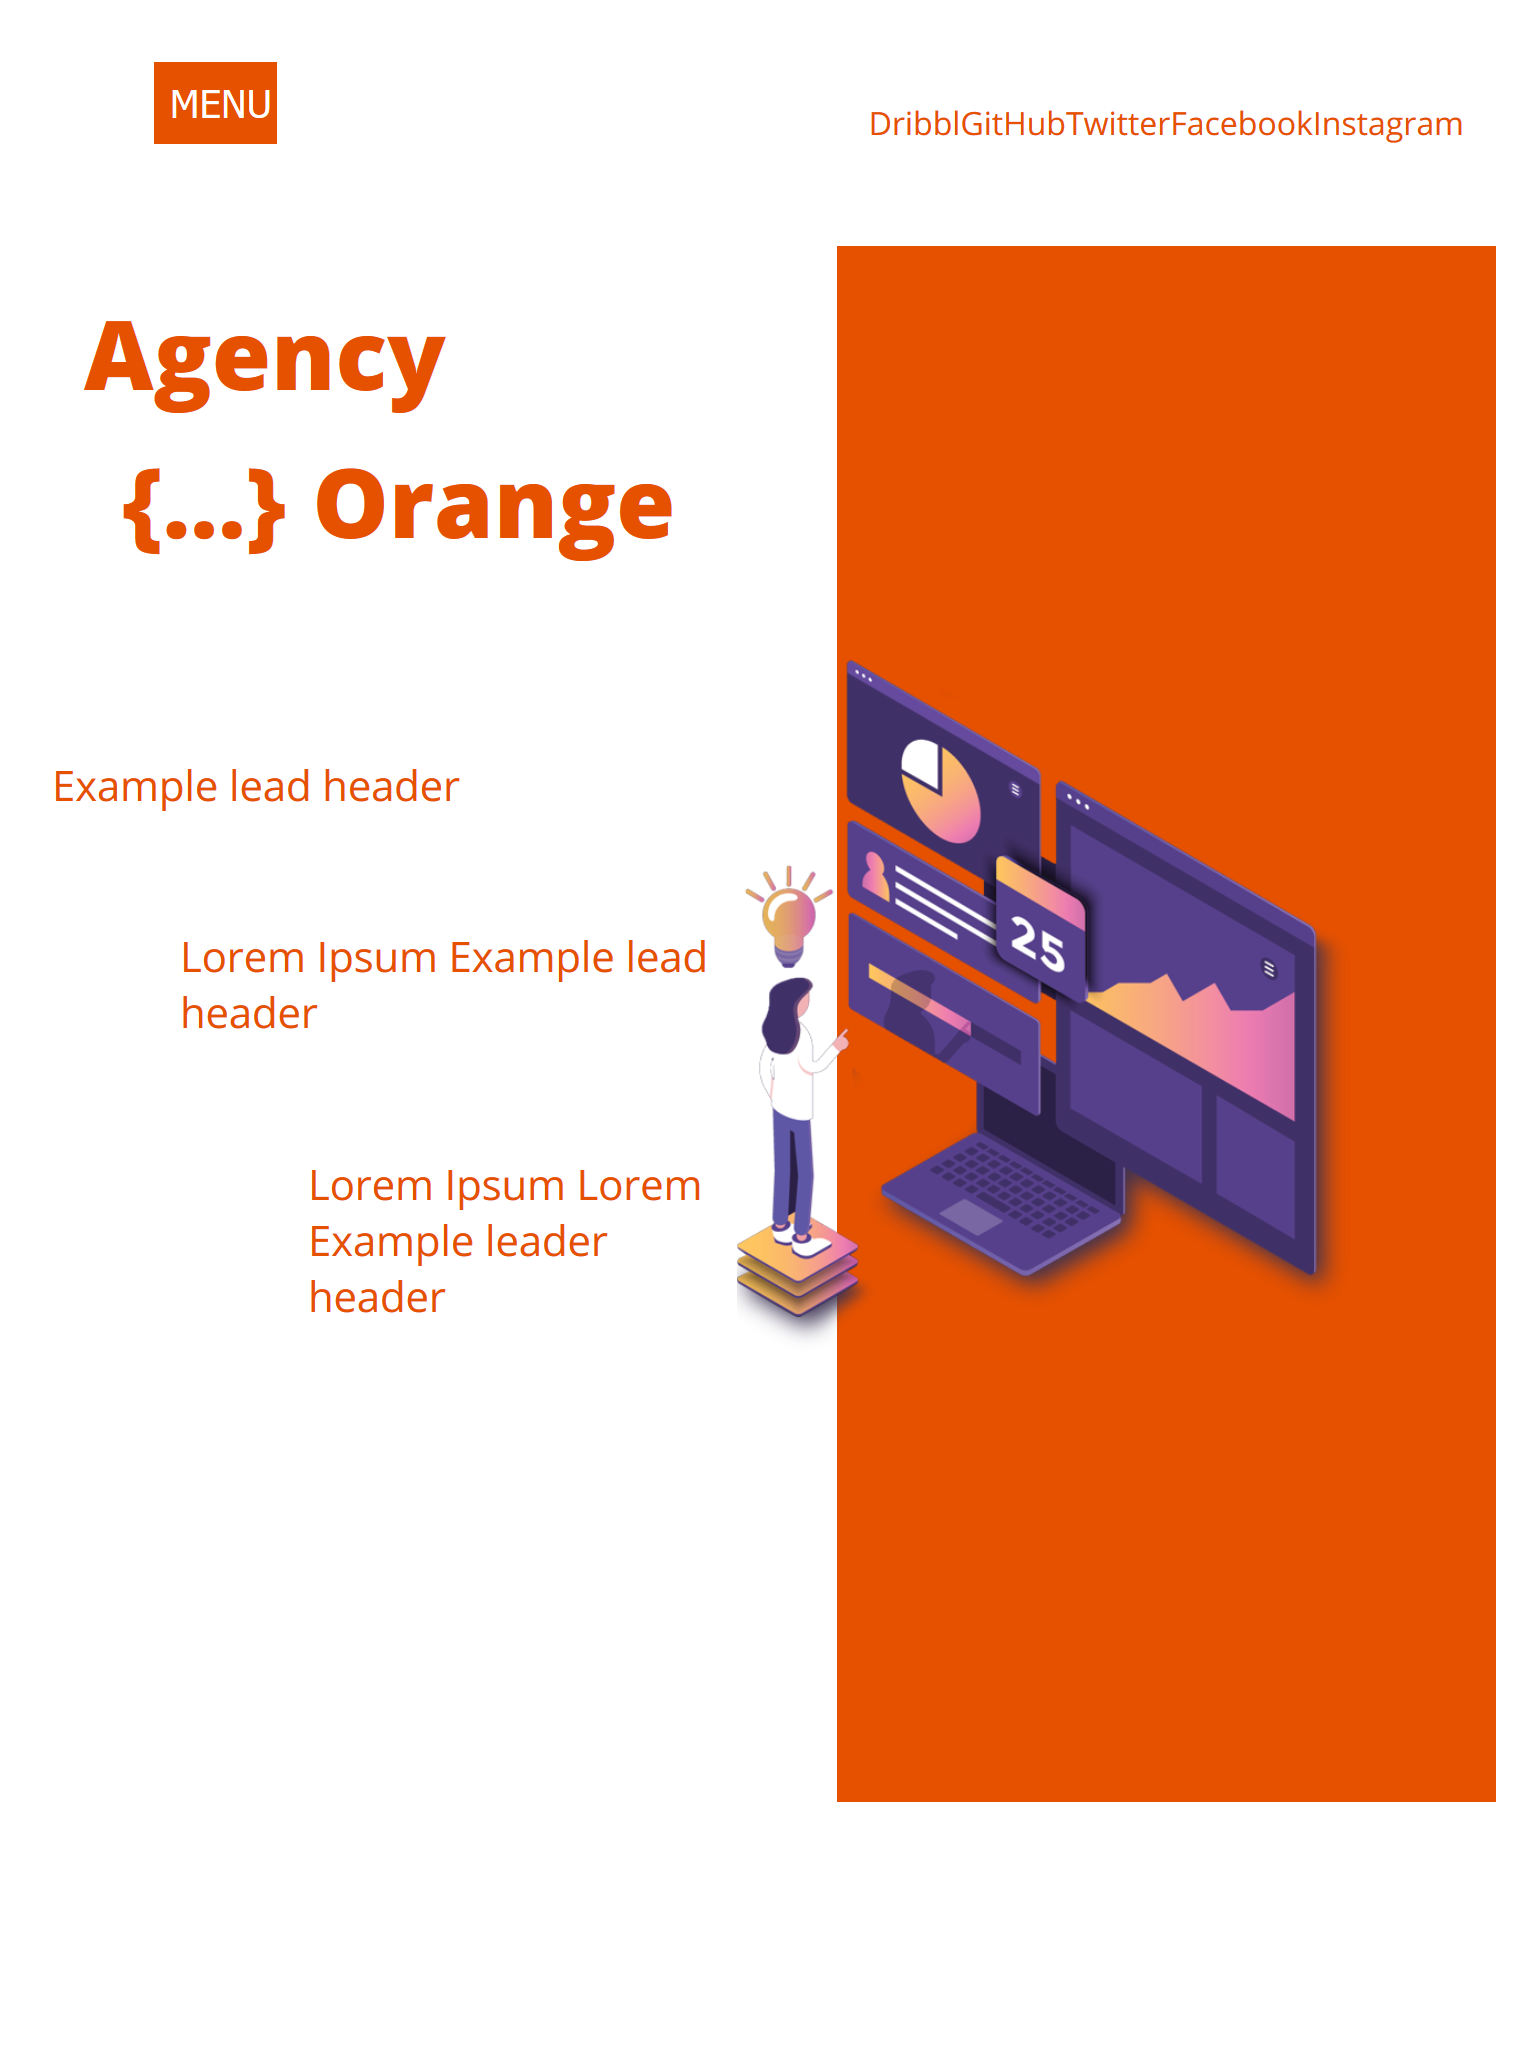 MENU
DribblGitHubTwitterFacebookInstagram
Agency
{...} Orange
Example lead header
Lorem Ipsum Example lead
header
Lorem Ipsum Lorem
Example leader
header
25